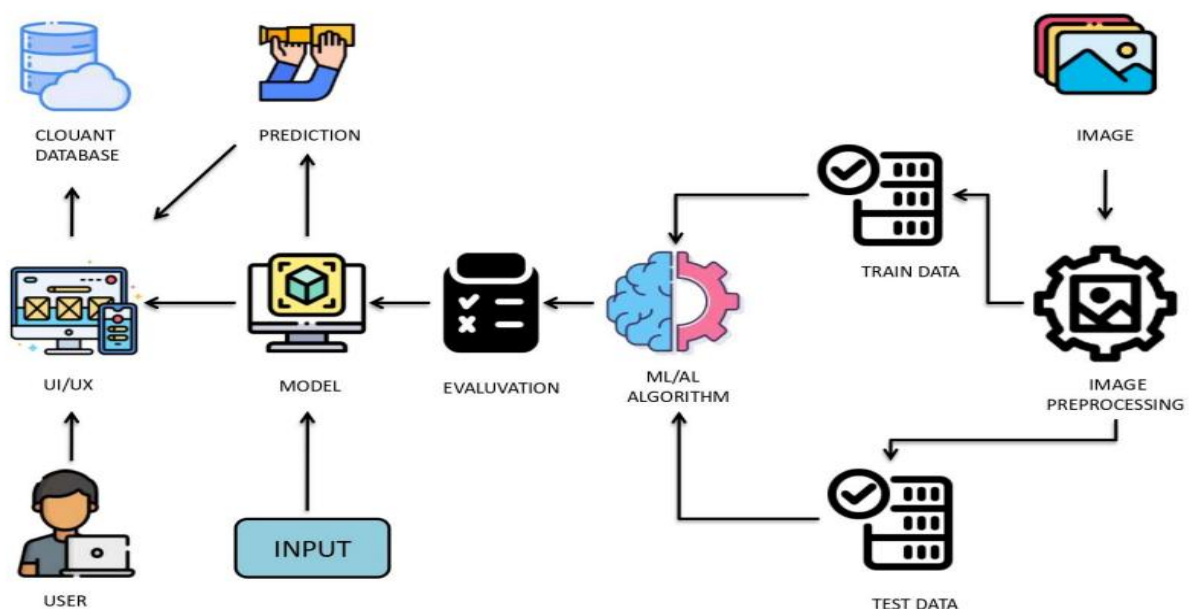 CLOUANT
DATABASE
PREDICTION
IMAGE
TRAIN DATA
UI/UX
MODEL
EVALUVATION
ML/AL
ALGORITHM
IMAGE
PREPROCESSING
INPUT
USER
TEST DATA